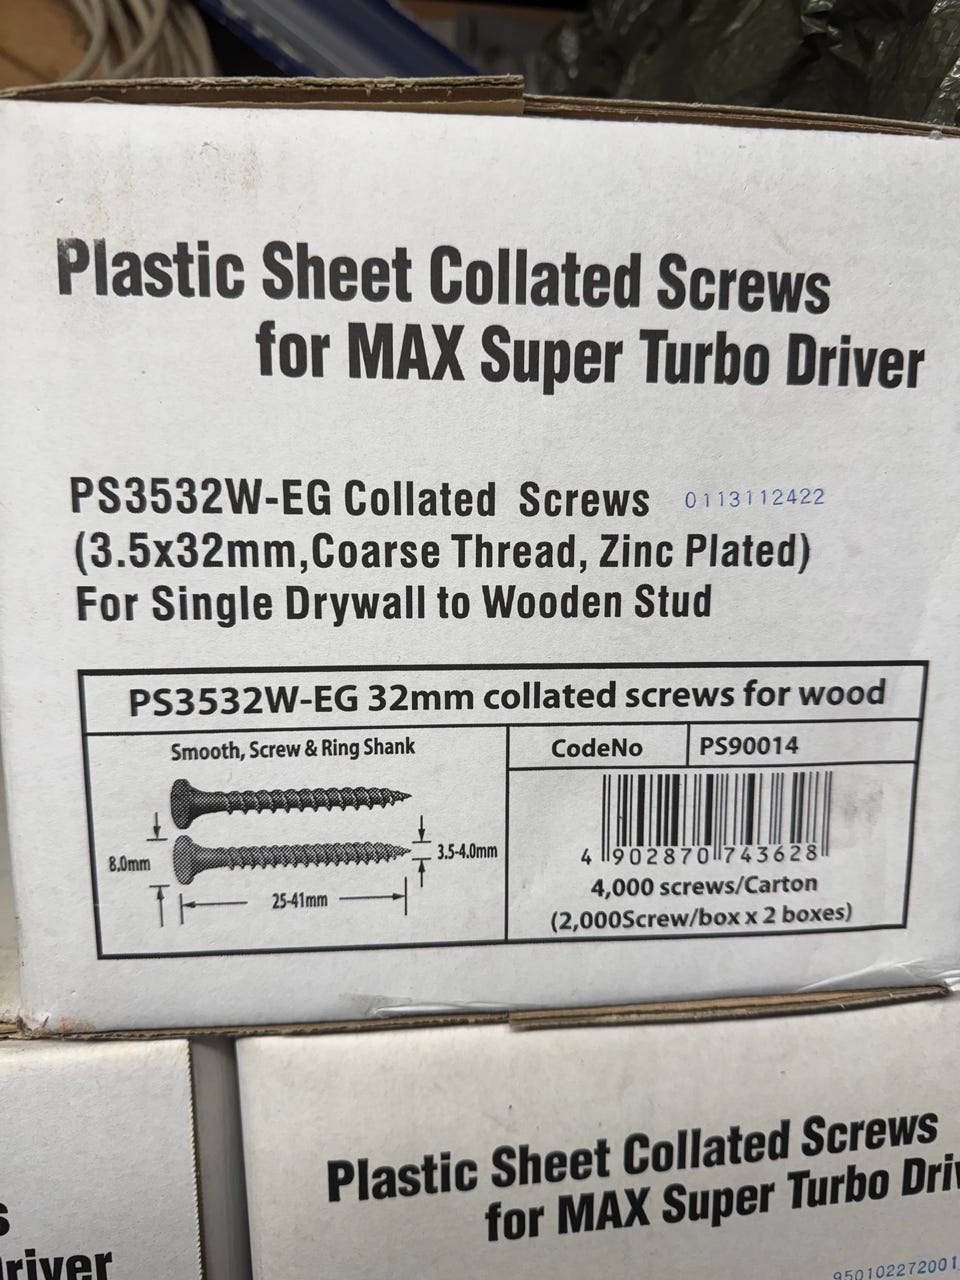 Plastic Sheet Collated Screws
for MAX Super Turbo Driver
PS3532W-EG Collated Screws 0113112422
(3.5x32mm,Coarse Thread, Zinc Plated)
For Single Drywall to Wooden Stud
PS3532W-EG 32mm collated screws for wood
Smooth, Screw & Ring Shank
8.0mm
3.5-4.0mm
25-41mm
CodeNo PS90014
4 902870 743628
4,000 screws/Carton
(2,000Screw/box x 2 boxes)
Plastic Sheet Collated Screws
for MAX Super Turbo Driv
950102272001
s
river